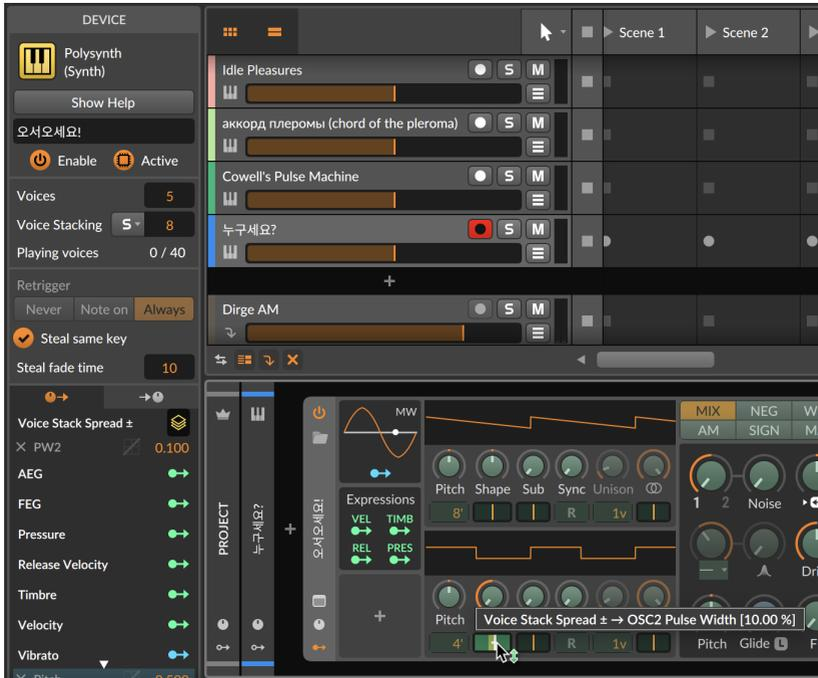 DEVICE
Polysynth
(Synth)
Show Help
오서오세요!
Enable
Active
Voices
5
Voice Stacking
S
8
Playing voices
0 / 40
Retrigger
Never
Note on
Always
Steal same key
Steal fade time
10
Voice Stack Spread ±
PW2
0.100
AEG
FEG
Pressure
Release Velocity
Timbre
Velocity
Vibrato
Scene 1
Scene 2
Idle Pleasures
S
M
аккорд плеромы (chord of the pleroma)
S
M
Cowell's Pulse Machine
S
M
누구세요?
S
M
+
Dirge AM
S
M
PROJECT
누구세요?
+
오서오세요!
MW
Expressions
VEL
TIMB
REL
PRES
+
Pitch
Shape
Sub
Sync
Unison
8'
R
1v
Pitch
4'
R
1v
Voice Stack Spread ± → OSC2 Pulse Width [10.00 %]
MIX
NEG
AM
SIGN
1
2
Noise
Pitch
Glide
L